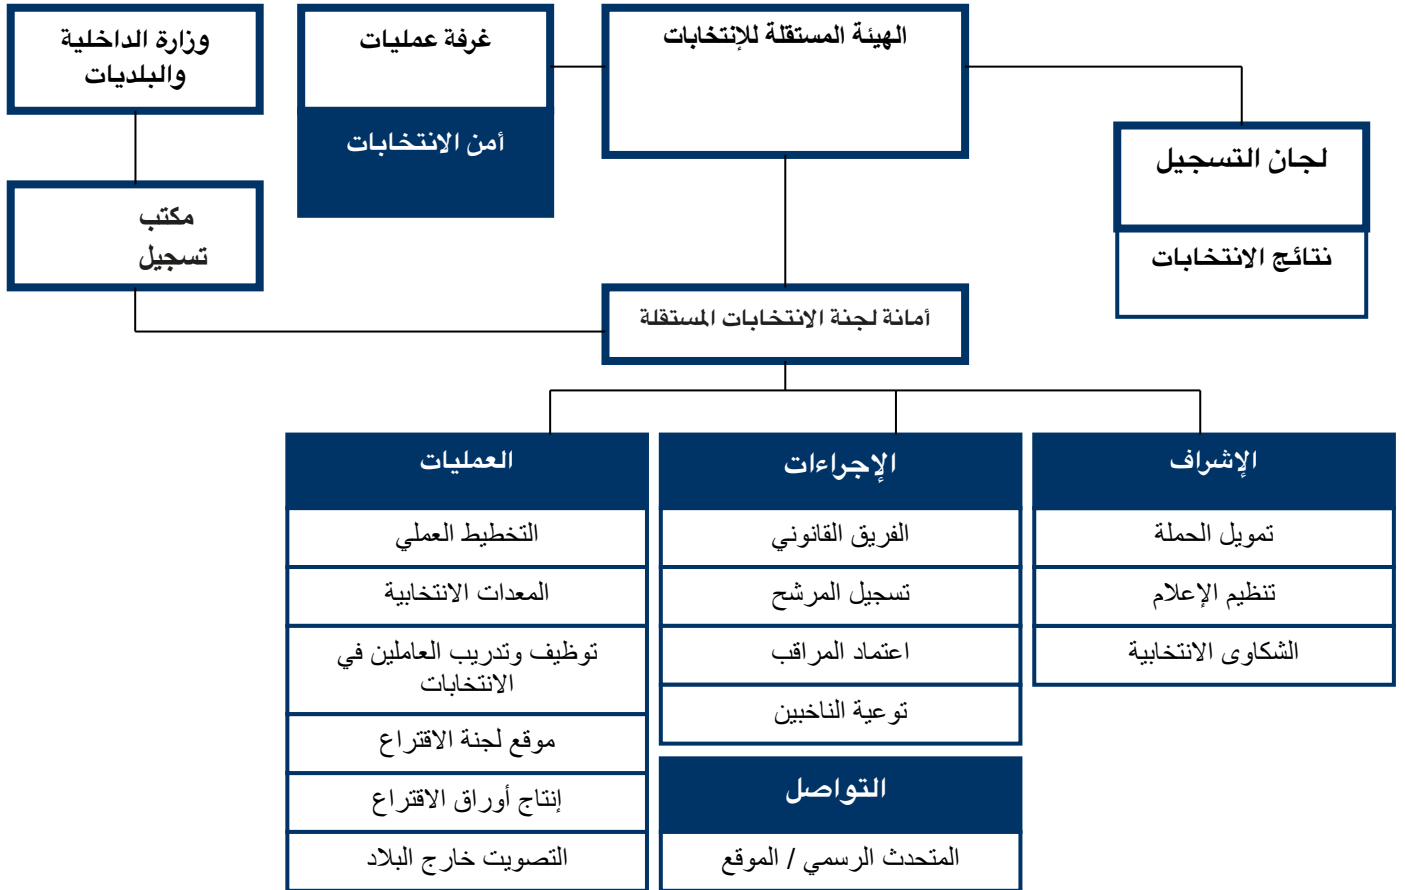 الهيئة المستقلة للإنتخابات
غرفة عمليات
أمن الانتخابات
وزارة الداخلية
والبلديات
مكتب
تسجيل
لجان التسجيل
نتائج الانتخابات
أمانة لجنة الانتخابات المستقلة
الإشراف
تمويل الحملة
تنظيم الإعلام
الشكاوى الانتخابية
الإجراءات
الفريق القانوني
تسجيل المرشح
اعتماد المراقب
توعية الناخبين
التواصل
المتحدث الرسمي / الموقع
العمليات
التخطيط العملي
المعدات الانتخابية
توظيف وتدريب العاملين في
الانتخابات
موقع لجنة الاقتراع
إنتاج أوراق الاقتراع
التصويت خارج البلاد